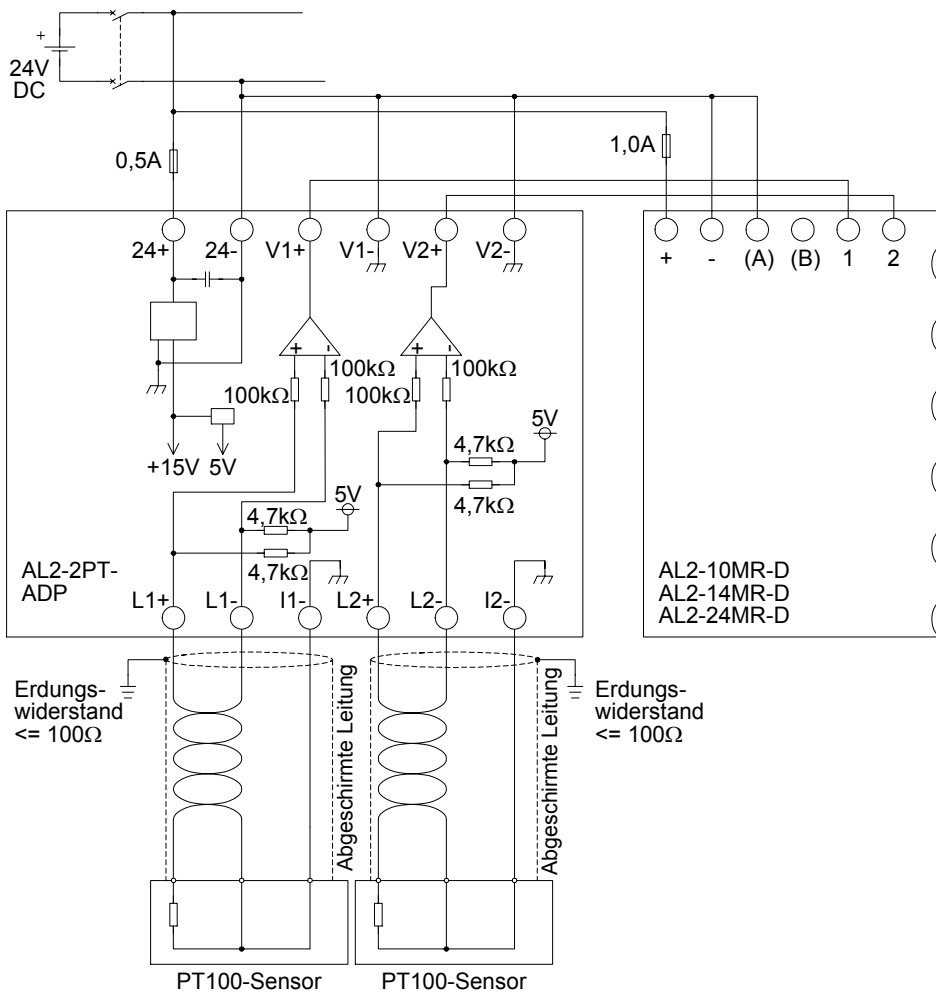 +
24V
DC
0,5A
1,0A
24+ 24- V1+ V1- V2+ V2-
+ - (A) (B) 1 2
+ -
+ -
100kΩ
100kΩ
100kΩ
100kΩ
5V
4,7kΩ
4,7kΩ
+15V 5V
5V
4,7kΩ
4,7kΩ
AL2-2PT-
ADP
AL2-10MR-D
AL2-14MR-D
AL2-24MR-D
L1+ L1- I1- L2+ L2- I2-
Erdungs-
widerstand
<= 100Ω
Abgeschirmte Leitung
Abgeschirmte Leitung
Erdungs-
widerstand
<= 100Ω
PT100-Sensor
PT100-Sensor